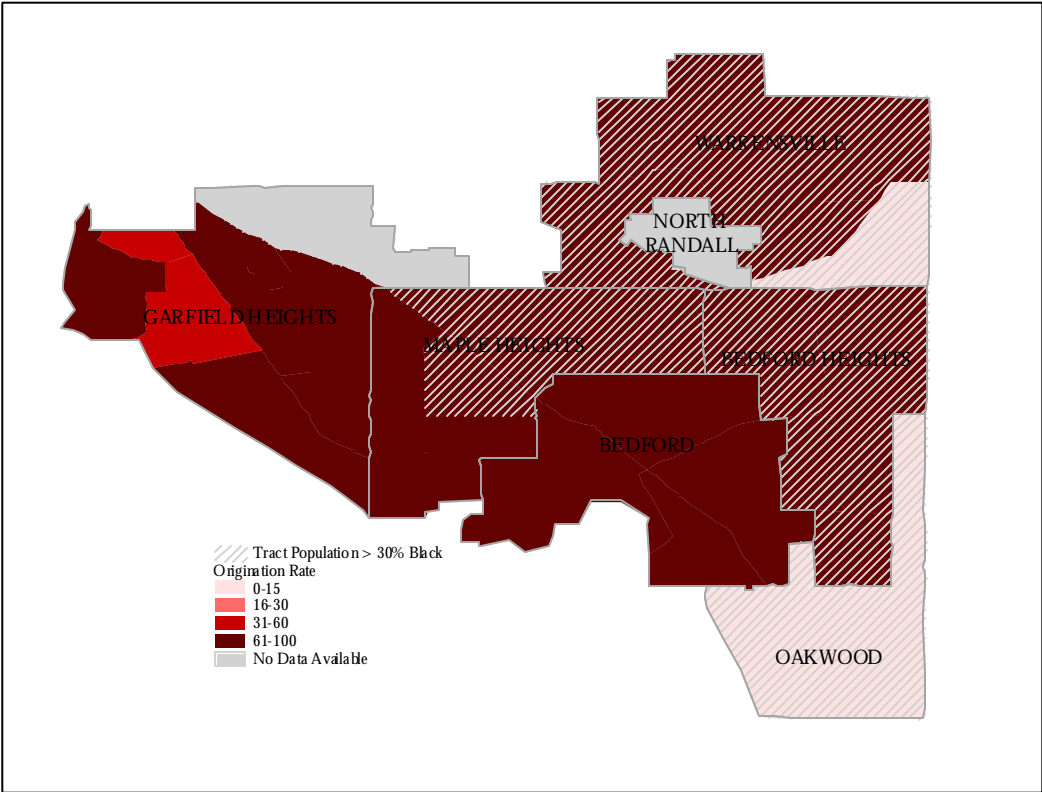 WARRENSVILLE
NORTH
RANDALL
GARFIELD HEIGHTS
MAPLE HEIGHTS
BEDFORD HEIGHTS
BEDFORD
Tract Population > 30% Black
Origination Rate
0-15
16-30
31-60
61-100
No Data Available
OAKWOOD